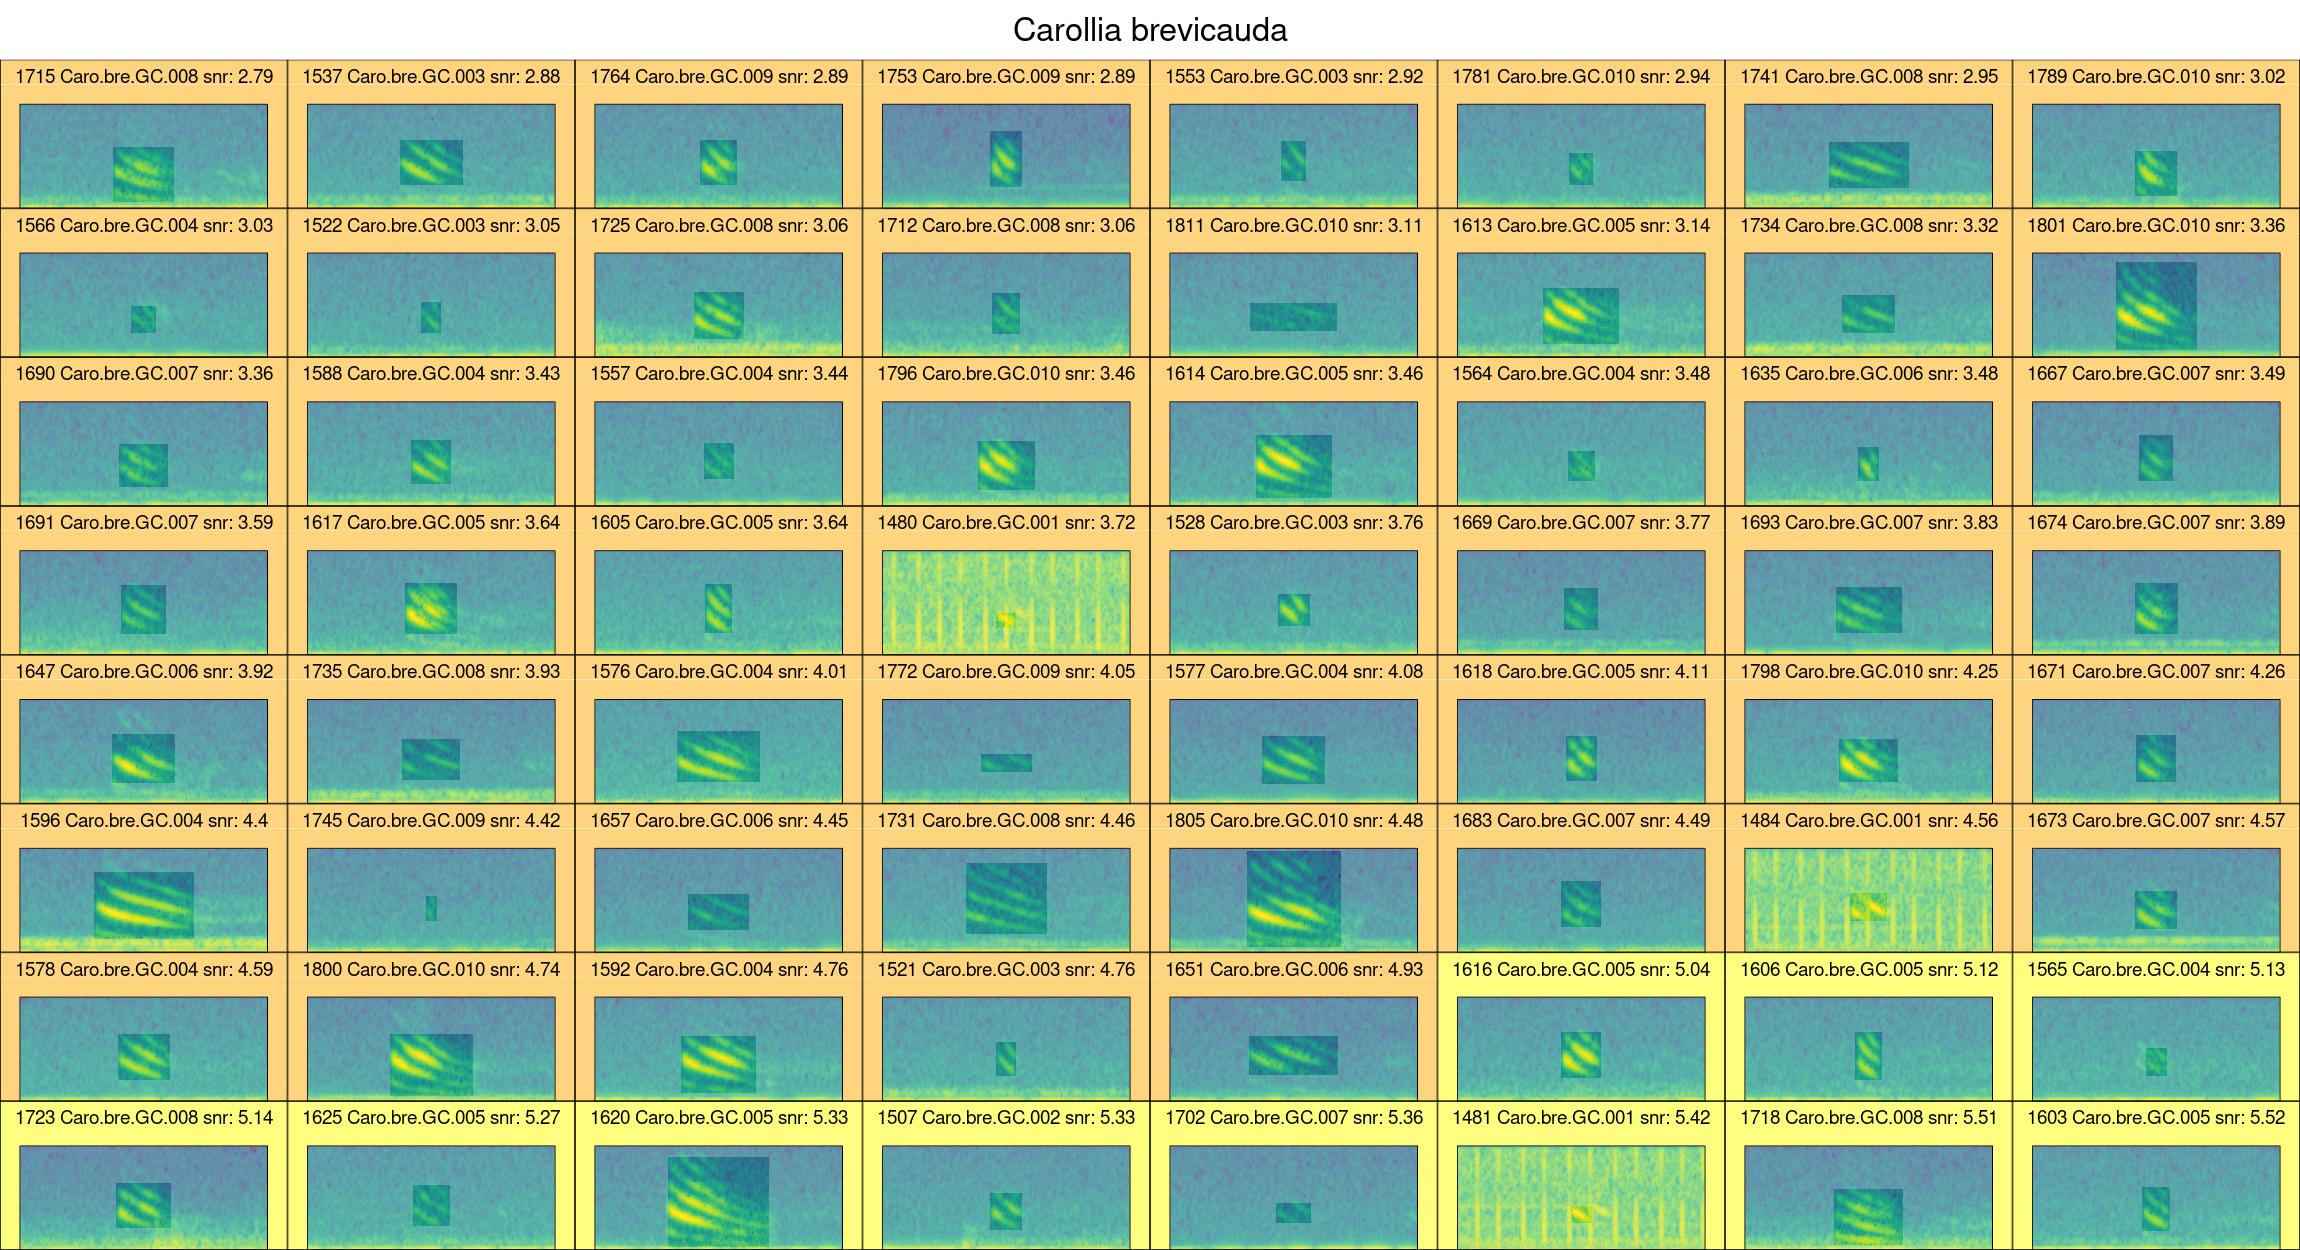 Carollia brevicauda
1715 Caro.bre.GC.008 snr: 2.79
1537 Caro.bre.GC.003 snr: 2.88
1764 Caro.bre.GC.009 snr: 2.89
1753 Caro.bre.GC.009 snr: 2.89
1553 Caro.bre.GC.003 snr: 2.92
1781 Caro.bre.GC.010 snr: 2.94
1741 Caro.bre.GC.008 snr: 2.95
1789 Caro.bre.GC.010 snr: 3.02
1566 Caro.bre.GC.004 snr: 3.03
1522 Caro.bre.GC.003 snr: 3.05
1725 Caro.bre.GC.008 snr: 3.06
1712 Caro.bre.GC.008 snr: 3.06
1811 Caro.bre.GC.010 snr: 3.11
1613 Caro.bre.GC.005 snr: 3.14
1734 Caro.bre.GC.008 snr: 3.32
1801 Caro.bre.GC.010 snr: 3.36
1690 Caro.bre.GC.007 snr: 3.36
1588 Caro.bre.GC.004 snr: 3.43
1557 Caro.bre.GC.004 snr: 3.44
1796 Caro.bre.GC.010 snr: 3.46
1614 Caro.bre.GC.005 snr: 3.46
1564 Caro.bre.GC.004 snr: 3.48
1635 Caro.bre.GC.006 snr: 3.48
1667 Caro.bre.GC.007 snr: 3.49
1691 Caro.bre.GC.007 snr: 3.59
1617 Caro.bre.GC.005 snr: 3.64
1605 Caro.bre.GC.005 snr: 3.64
1480 Caro.bre.GC.001 snr: 3.72
1528 Caro.bre.GC.003 snr: 3.76
1669 Caro.bre.GC.007 snr: 3.77
1693 Caro.bre.GC.007 snr: 3.83
1674 Caro.bre.GC.007 snr: 3.89
1647 Caro.bre.GC.006 snr: 3.92
1735 Caro.bre.GC.008 snr: 3.93
1576 Caro.bre.GC.004 snr: 4.01
1772 Caro.bre.GC.009 snr: 4.05
1577 Caro.bre.GC.004 snr: 4.08
1618 Caro.bre.GC.005 snr: 4.11
1798 Caro.bre.GC.010 snr: 4.25
1671 Caro.bre.GC.007 snr: 4.26
1596 Caro.bre.GC.004 snr: 4.4
1745 Caro.bre.GC.009 snr: 4.42
1657 Caro.bre.GC.006 snr: 4.45
1731 Caro.bre.GC.008 snr: 4.46
1805 Caro.bre.GC.010 snr: 4.48
1683 Caro.bre.GC.007 snr: 4.49
1484 Caro.bre.GC.001 snr: 4.56
1673 Caro.bre.GC.007 snr: 4.57
1578 Caro.bre.GC.004 snr: 4.59
1800 Caro.bre.GC.010 snr: 4.74
1592 Caro.bre.GC.004 snr: 4.76
1521 Caro.bre.GC.003 snr: 4.76
1651 Caro.bre.GC.006 snr: 4.93
1616 Caro.bre.GC.005 snr: 5.04
1606 Caro.bre.GC.005 snr: 5.12
1565 Caro.bre.GC.004 snr: 5.13
1723 Caro.bre.GC.008 snr: 5.14
1625 Caro.bre.GC.005 snr: 5.27
1620 Caro.bre.GC.005 snr: 5.33
1507 Caro.bre.GC.002 snr: 5.33
1702 Caro.bre.GC.007 snr: 5.36
1481 Caro.bre.GC.001 snr: 5.42
1718 Caro.bre.GC.008 snr: 5.51
1603 Caro.bre.GC.005 snr: 5.52